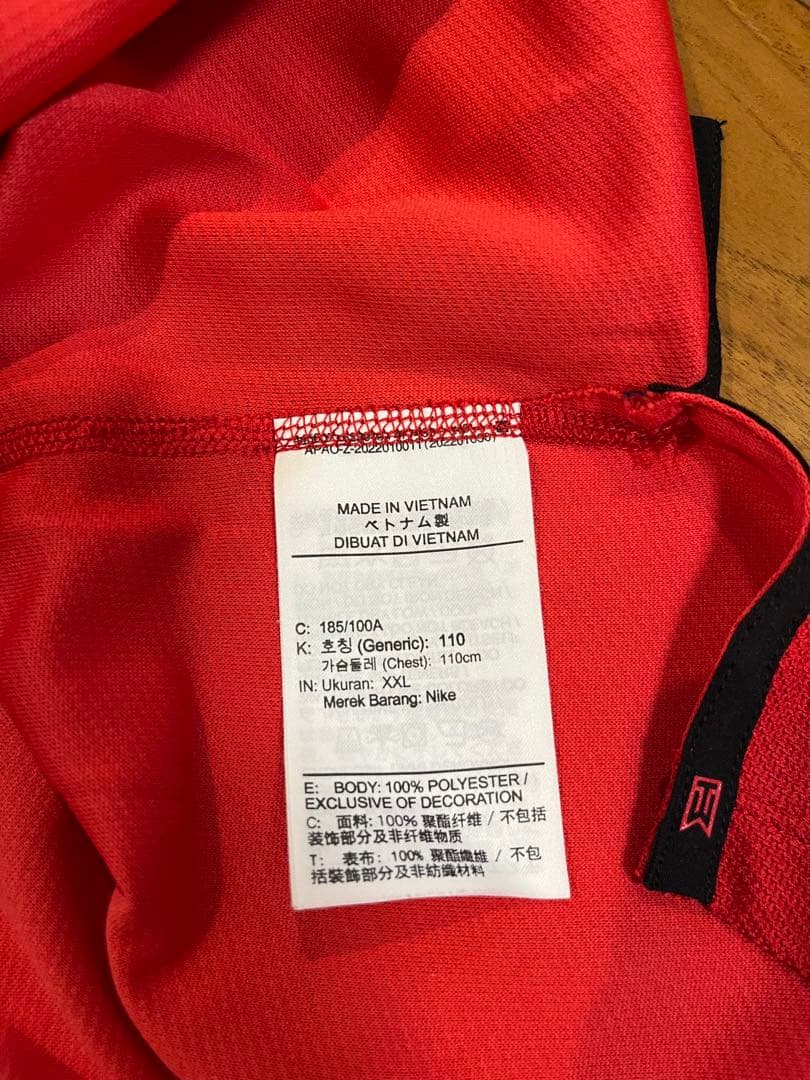 APAO-Z-2022010011(202201030)
MADE IN VIETNAM
ベトナム製
DIBUAT DI VIETNAM
C: 185/100A
K: 호칭 (Generic): 110
가슴둘레 (Chest): 110cm
IN: Ukuran: XXL
Merek Barang: Nike
E: BODY: 100% POLYESTER /
EXCLUSIVE OF DECORATION
C: 面料: 100% 聚酯纤维 / 不包括
装饰部分及非纤维物质
T: 表布: 100% 聚酯纖維 / 不包
括裝飾部分及非紡織材料
TW